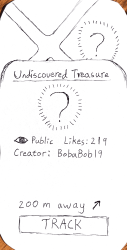 ?
Undiscovered Treasure
?
Public Likes: 219
Creator: BobaBob19
200 m away ↗
TRACK